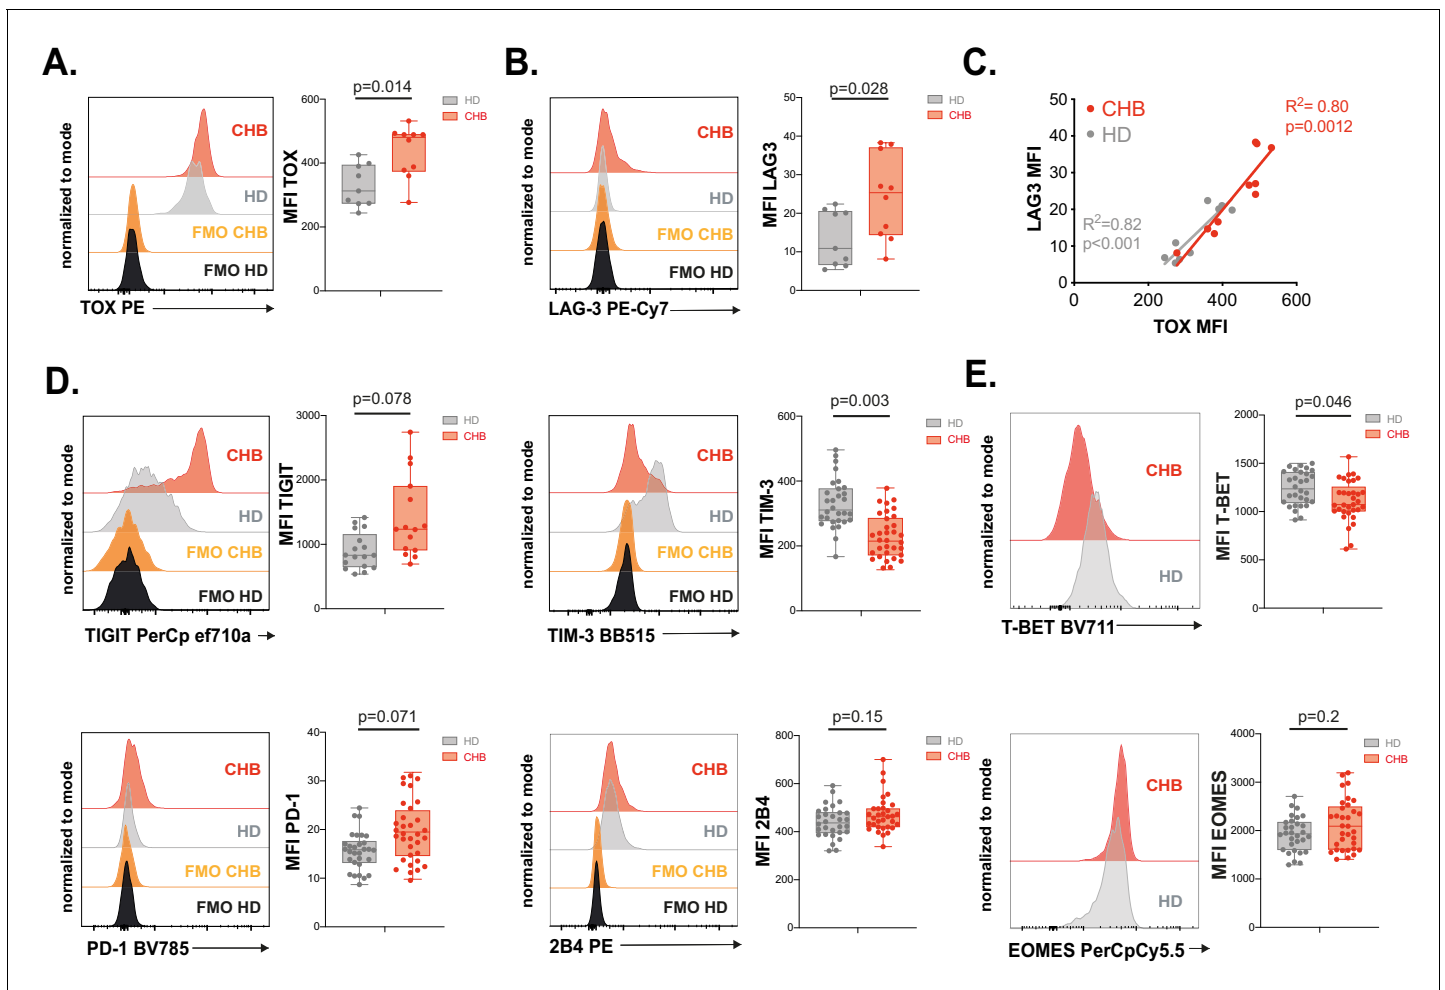 A.
normalized to mode
CHB
HD
FMO CHB
FMO HD
TOX PE
p=0.014
HD
CHB
MFI TOX
600
400
200
0
B.
normalized to mode
CHB
HD
FMO CHB
FMO HD
LAG-3 PE-Cy7
p=0.028
HD
CHB
MFI LAG3
50
40
30
20
10
0
C.
CHB
HD
R²= 0.80
p=0.0012
R²=0.82
p<0.001
LAG3 MFI
50
40
30
20
10
0
0 200 400 600
TOX MFI
D.
normalized to mode
CHB
HD
FMO CHB
FMO HD
TIGIT PerCp ef710a
p=0.078
HD
CHB
MFI TIGIT
3000
2000
1000
0
normalized to mode
CHB
HD
FMO CHB
FMO HD
TIM-3 BB515
p=0.003
HD
CHB
MFI TIM-3
600
400
200
0
E.
normalized to mode
CHB
HD
T-BET BV711
p=0.046
HD
CHB
MFI T-BET
2000
1500
1000
500
0
normalized to mode
CHB
HD
FMO CHB
FMO HD
PD-1 BV785
p=0.071
HD
CHB
MFI PD-1
40
30
20
10
0
normalized to mode
CHB
HD
FMO CHB
FMO HD
2B4 PE
p=0.15
HD
CHB
MFI 2B4
800
600
400
200
0
normalized to mode
CHB
HD
EOMES PerCpCy5.5
p=0.2
HD
CHB
MFI EOMES
4000
3000
2000
1000
0